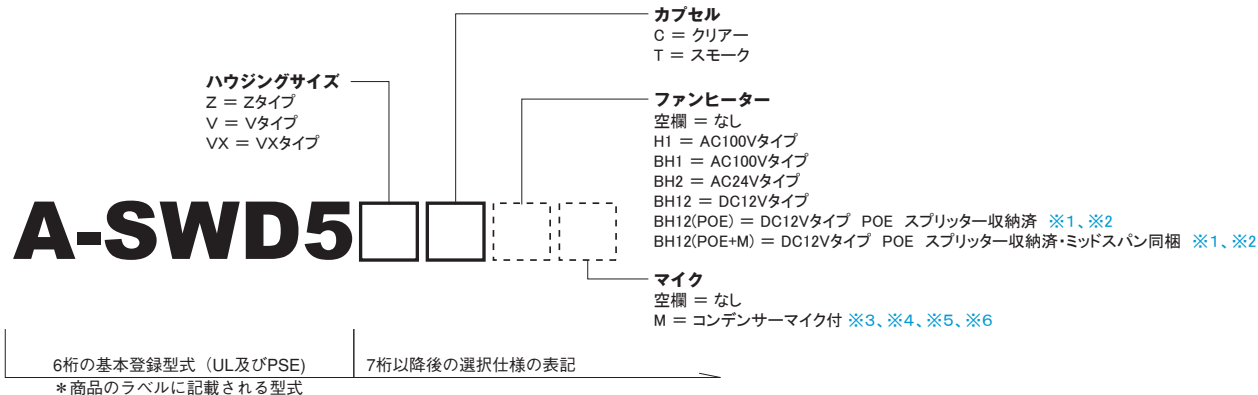 カプセル
C = クリアー
T = スモーク
ハウジングサイズ
Z = Zタイプ
V = Vタイプ
VX = VXタイプ
ファンヒーター
空欄 = なし
H1 = AC100Vタイプ
BH1 = AC100Vタイプ
BH2 = AC24Vタイプ
BH12 = DC12Vタイプ
BH12(POE) = DC12Vタイプ POE スプリッター収納済 ※1、※2
BH12(POE+M) = DC12Vタイプ POE スプリッター収納済・ミッドスパン同梱 ※1、※2
A-SWD5
マイク
空欄 = なし
M = コンデンサーマイク付 ※3、※4、※5、※6
6桁の基本登録型式（UL及びPSE) 7桁以降後の選択仕様の表記
＊商品のラベルに記載される型式